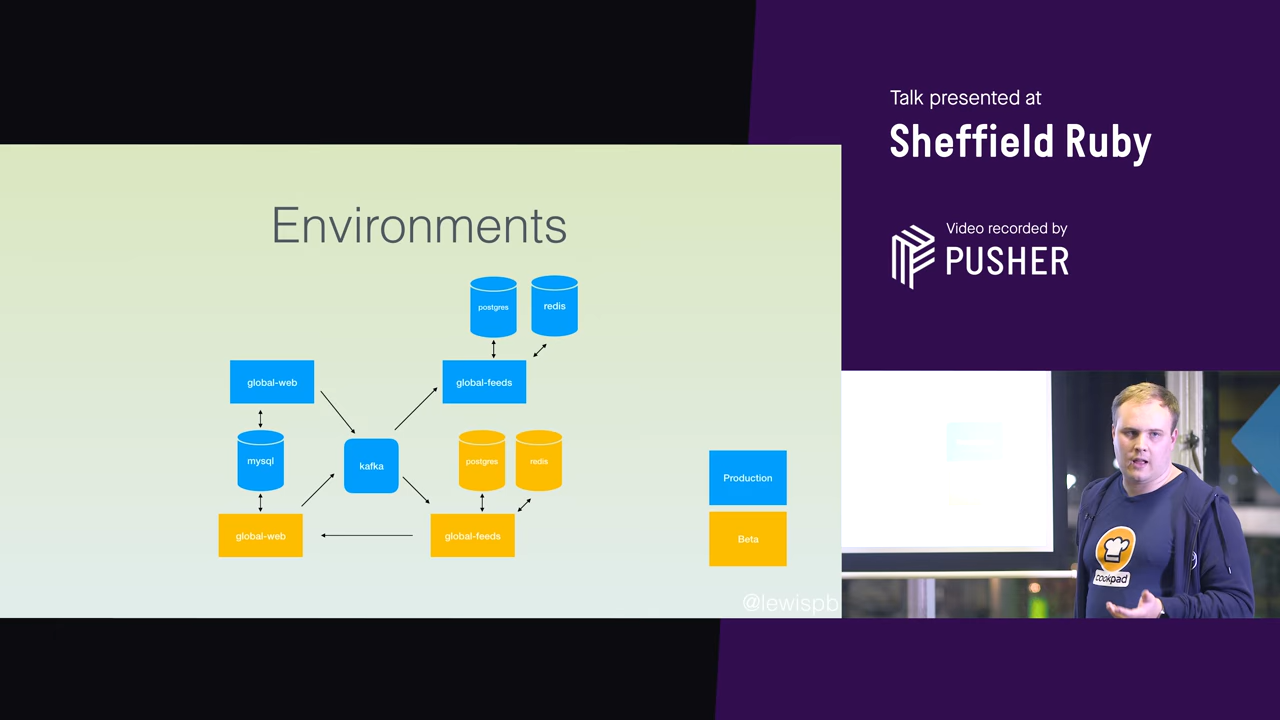 Talk presented at
Sheffield Ruby
Video recorded by
PUSHER
Environments
postgres
redis
global-web
global-feeds
mysql
kafka
postgres
redis
global-web
global-feeds
Production
Beta
@lewispb
cookpad